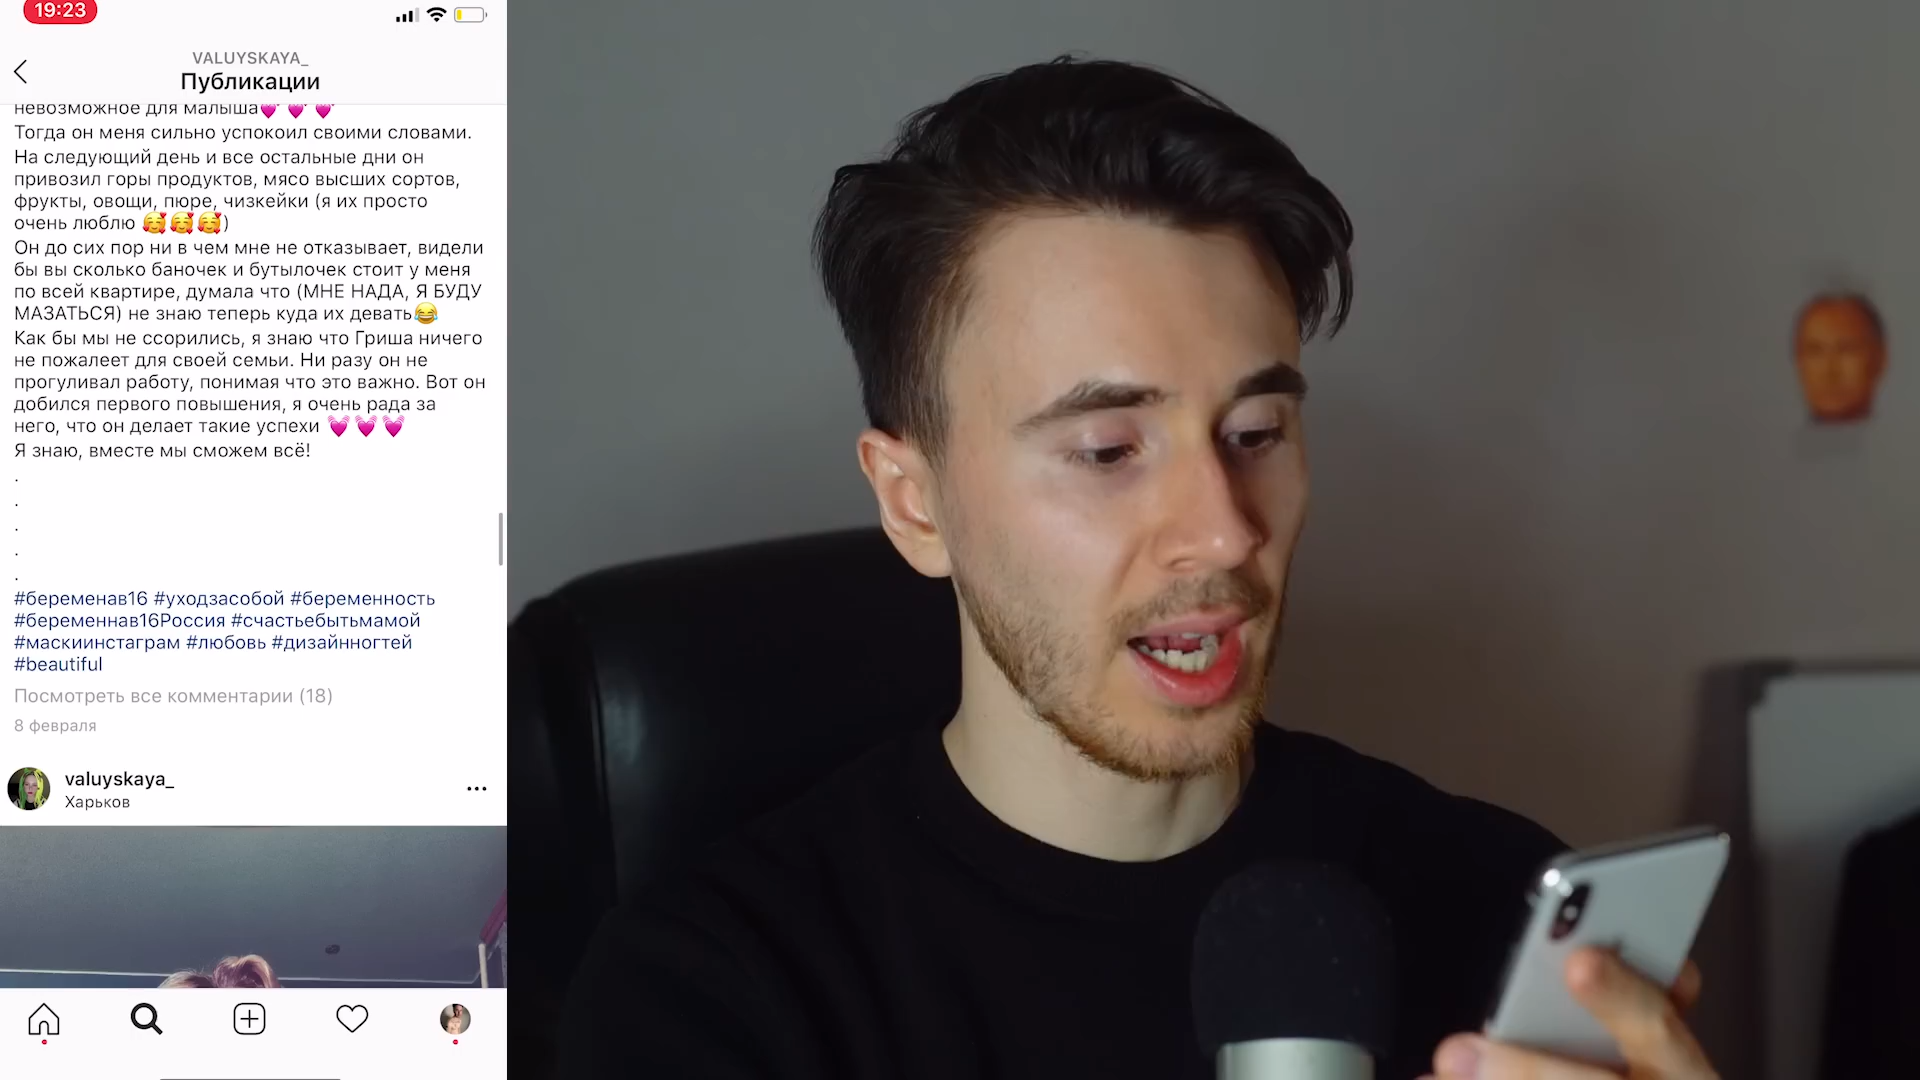 19:23
VALUYSKAYA_
Публикации
невозможное для малыша💓💓💓
Тогда он меня сильно успокоил своими словами.
На следующий день и все остальные дни он
привозил горы продуктов, мясо высших сортов,
фрукты, овощи, пюре, чизкейки (я их просто
очень люблю 🥰🥰🥰)
Он до сих пор ни в чем мне не отказывает, видели
бы вы сколько баночек и бутылочек стоит у меня
по всей квартире, думала что (МНЕ НАДА, Я БУДУ
МАЗАТЬСЯ) не знаю теперь куда их девать😂
Как бы мы не ссорились, я знаю что Гриша ничего
не пожалеет для своей семьи. Ни разу он не
прогуливал работу, понимая что это важно. Вот он
добился первого повышения, я очень рада за
него, что он делает такие успехи 💓💓💓
Я знаю, вместе мы сможем всё!
.
.
.
.
.
#беременав16 #уходзасобой #беременность
#беременнав16Россия #счастьебытьмамой
#маскиинстаграм #любовь #дизайнногтей
#beautiful
Посмотреть все комментарии (18)
8 февраля
valuyskaya_
Харьков